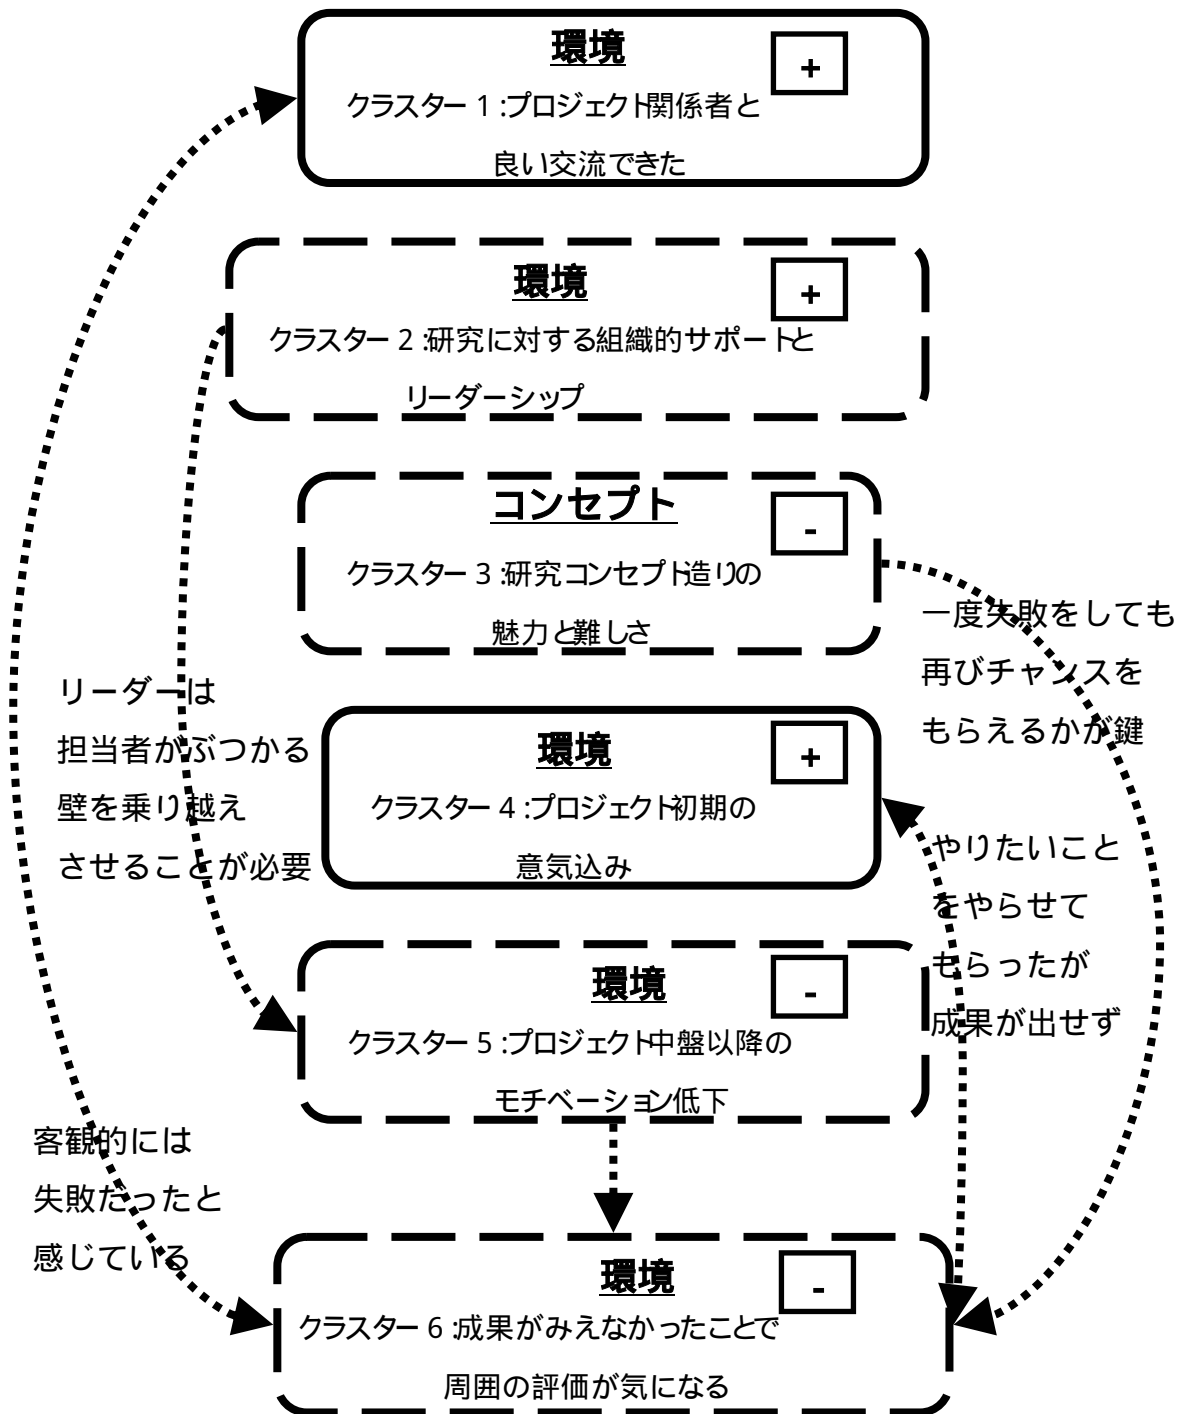 環境
+
クラスター 1:プロジェクト関係者と
良い交流できた
環境
+
クラスター 2:研究に対する組織的サポートと
リーダーシップ
コンセプト
-
クラスター 3:研究コンセプト造りの
魅力と難しさ
一度失敗をしても
再びチャンスを
もらえるかが鍵
リーダーは
担当者がぶつかる
壁を乗り越え
させることが必要
環境
+
クラスター 4:プロジェクト初期の
意気込み
やりたいこと
をやらせて
もらったが
成果が出せず
環境
-
クラスター 5:プロジェクト中盤以降の
モチベーション低下
客観的には
失敗だったと
感じている
環境
-
クラスター 6:成果がみえなかったことで
周囲の評価が気になる